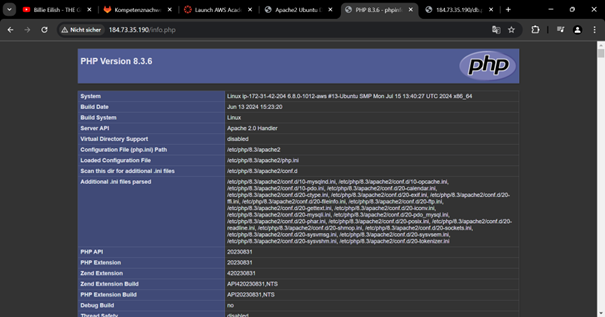 Billie Eilish - THE
Kompetenznachwe
Launch AWS Acade
Apache2 Ubuntu
PHP 8.3.6 - phpinfo
184.73.35.190/db.p
Nicht sicher 184.73.35.190/info.php
PHP Version 8.3.6
php
System Linux ip-172-31-42-204 6.8.0-1012-aws #13-Ubuntu SMP Mon Jul 15 13:40:27 UTC 2024 x86_64
Build Date Jun 13 2024 15:23:20
Build System Linux
Server API Apache 2.0 Handler
Virtual Directory Support disabled
Configuration File (php.ini) Path /etc/php/8.3/apache2
Loaded Configuration File /etc/php/8.3/apache2/php.ini
Scan this dir for additional .ini files /etc/php/8.3/apache2/conf.d
Additional .ini files parsed /etc/php/8.3/apache2/conf.d/10-mysqlnd.ini, /etc/php/8.3/apache2/conf.d/10-opcache.ini,
/etc/php/8.3/apache2/conf.d/10-pdo.ini, /etc/php/8.3/apache2/conf.d/20-calendar.ini,
/etc/php/8.3/apache2/conf.d/20-ctype.ini, /etc/php/8.3/apache2/conf.d/20-exif.ini, /etc/php/8.3/apache2/conf.d/20-
ffi.ini, /etc/php/8.3/apache2/conf.d/20-fileinfo.ini, /etc/php/8.3/apache2/conf.d/20-ftp.ini,
/etc/php/8.3/apache2/conf.d/20-gettext.ini, /etc/php/8.3/apache2/conf.d/20-iconv.ini,
/etc/php/8.3/apache2/conf.d/20-mysqli.ini, /etc/php/8.3/apache2/conf.d/20-pdo_mysql.ini,
/etc/php/8.3/apache2/conf.d/20-phar.ini, /etc/php/8.3/apache2/conf.d/20-posix.ini, /etc/php/8.3/apache2/conf.d/20-
readline.ini, /etc/php/8.3/apache2/conf.d/20-shmop.ini, /etc/php/8.3/apache2/conf.d/20-sockets.ini,
/etc/php/8.3/apache2/conf.d/20-sysvmsg.ini, /etc/php/8.3/apache2/conf.d/20-sysvsem.ini,
/etc/php/8.3/apache2/conf.d/20-sysvshm.ini, /etc/php/8.3/apache2/conf.d/20-tokenizer.ini
PHP API 20230831
PHP Extension 20230831
Zend Extension 420230831
Zend Extension Build API420230831,NTS
PHP Extension Build API20230831,NTS
Debug Build no
Thread Safety disabled